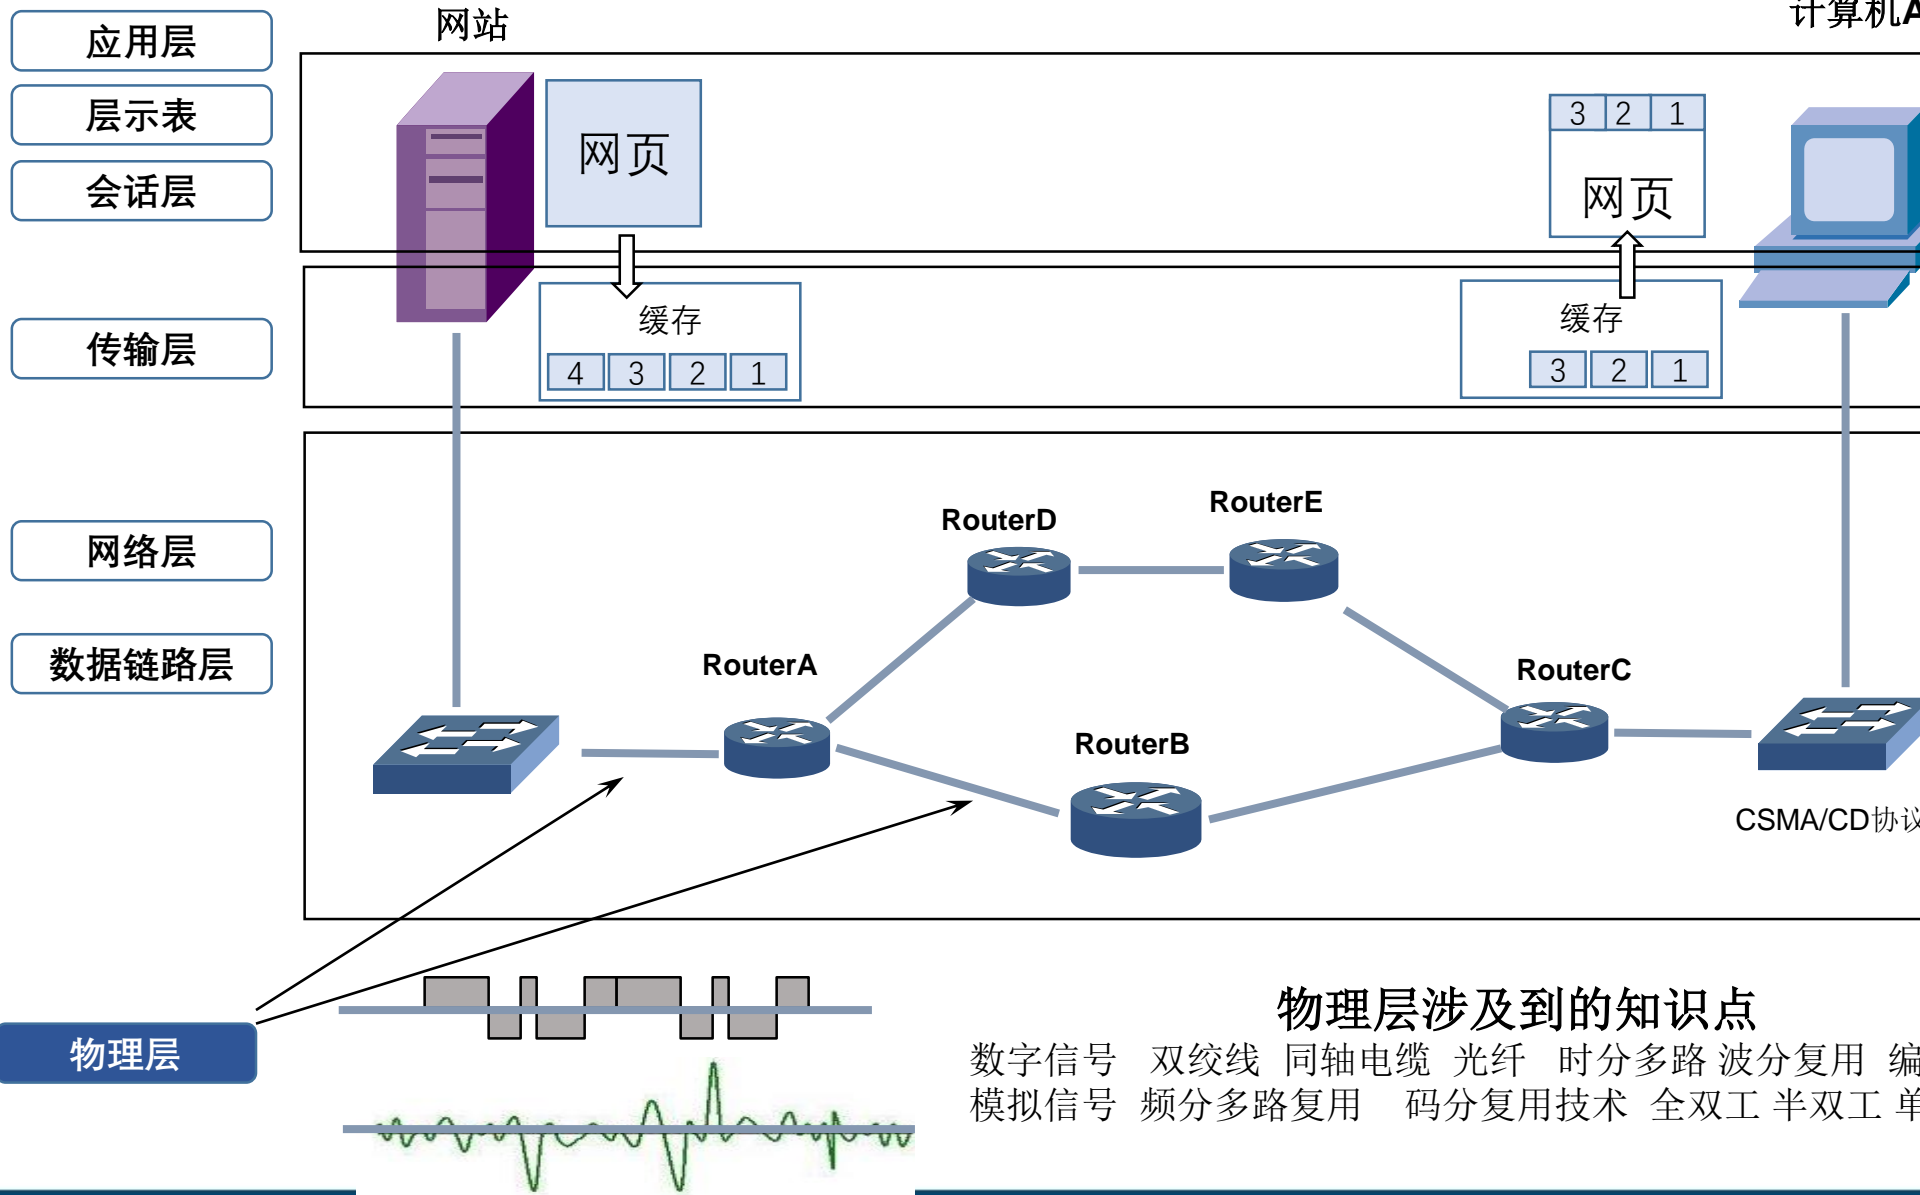 网站
计算机A
应用层
层示表
会话层
网页
3 2 1
网页
传输层
缓存
4 3 2 1
缓存
3 2 1
网络层
数据链路层
RouterD
RouterE
RouterA
RouterC
RouterB
CSMA/CD协议
物理层
物理层涉及到的知识点
数字信号 双绞线 同轴电缆 光纤 时分多路 波分复用 编
模拟信号 频分多路复用 码分复用技术 全双工 半双工 单